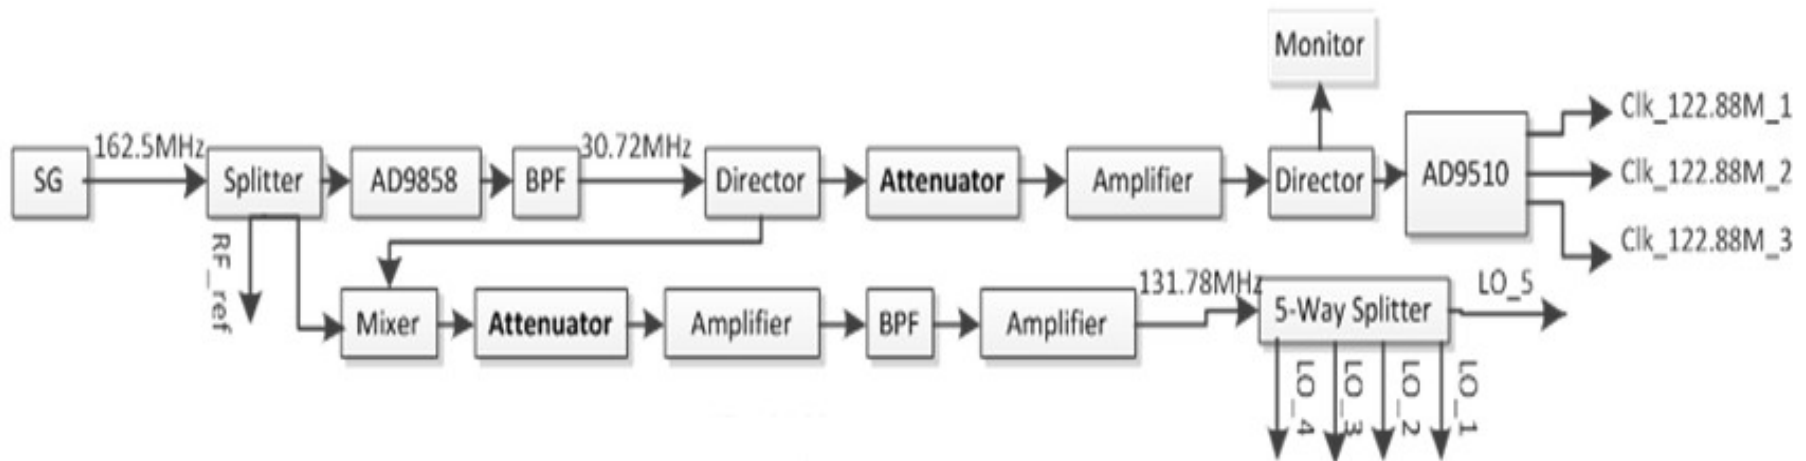 Monitor
162.5MHz
30.72MHz
Clk_122.88M_1
SG
Splitter
AD9858
BPF
Director
Attenuator
Amplifier
Director
AD9510
Clk_122.88M_2
Clk_122.88M_3
RF_ref
131.78MHz
LO_5
Mixer
Attenuator
Amplifier
BPF
Amplifier
5-Way Splitter
LO_4
LO_3
LO_2
LO_1